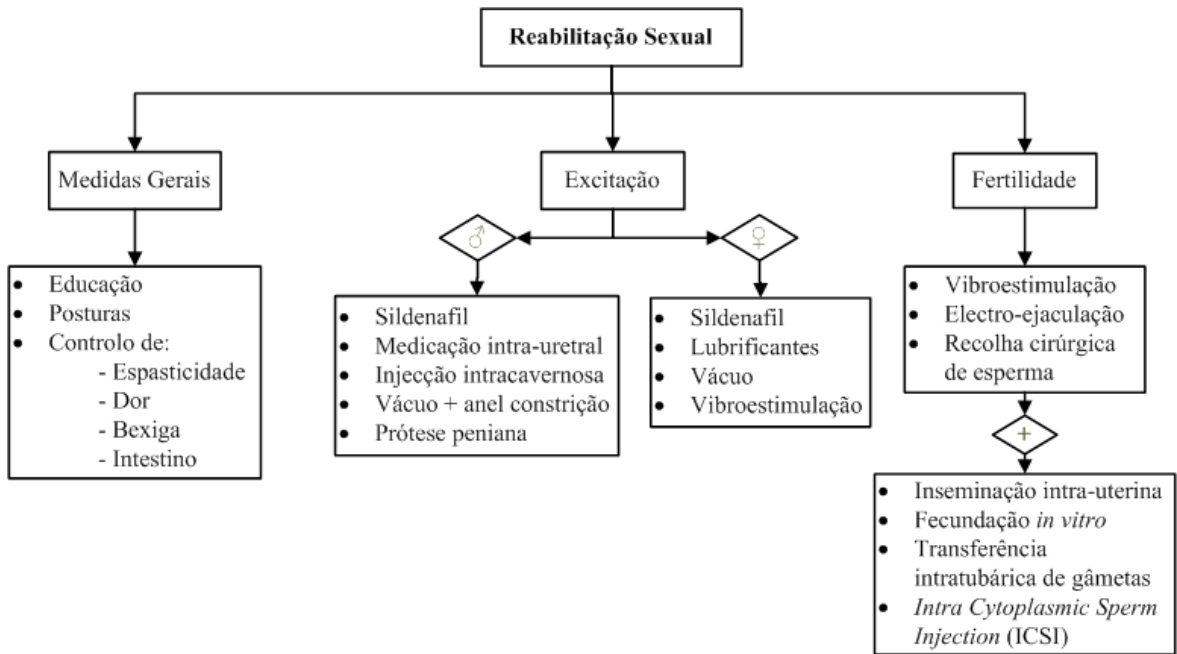 Reabilitação Sexual
Medidas Gerais
Excitação
Fertilidade
♂
♀
• Educação
• Posturas
• Controlo de:
- Espasticidade
- Dor
- Bexiga
- Intestino
• Sildenafil
• Medicação intra-uretral
• Injecção intracavernosa
• Vácuo + anel constrição
• Prótese peniana
• Sildenafil
• Lubrificantes
• Vácuo
• Vibroestimulação
• Vibroestimulação
• Electro-ejaculação
• Recolha cirúrgica
de esperma
+
• Inseminação intra-uterina
• Fecundação in vitro
• Transferência
intratubárica de gâmetas
• Intra Cytoplasmic Sperm
Injection (ICSI)